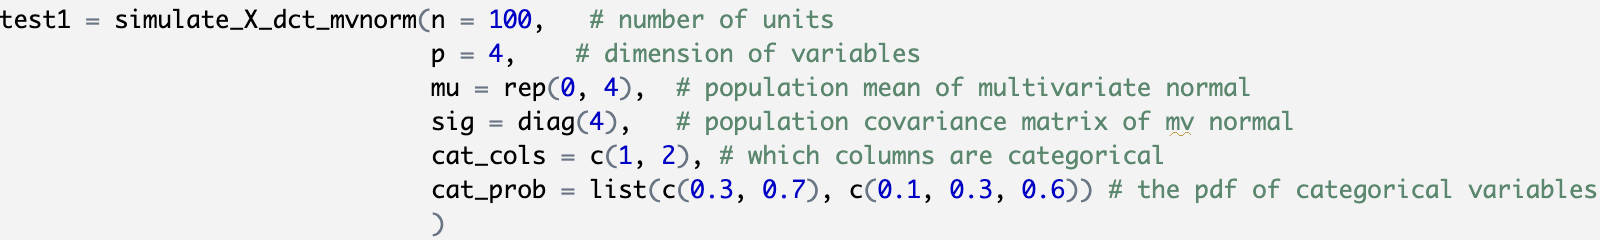 test1 = simulate_X_dct_mvnorm(n = 100,   # number of units
                              p = 4,    # dimension of variables
                              mu = rep(0, 4),  # population mean of multivariate normal
                              sig = diag(4),   # population covariance matrix of mv normal
                              cat_cols = c(1, 2), # which columns are categorical
                              cat_prob = list(c(0.3, 0.7), c(0.1, 0.3, 0.6)) # the pdf of categorical variables
                              )